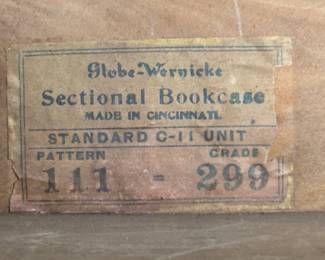 Globe-Wernicke
Sectional Bookcase
MADE IN CINCINNATI.
STANDARD C-11 UNIT
PATTERN GRADE
111 - 299